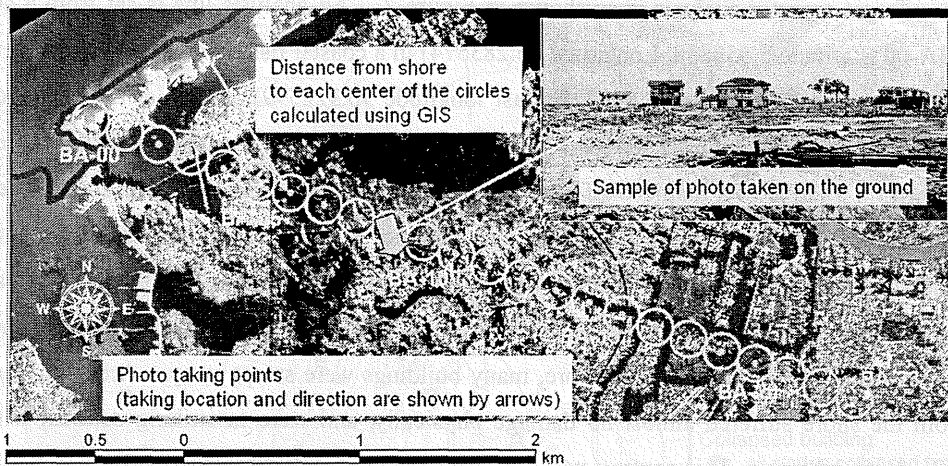 Distance from shore
to each center of the circles
calculated using GIS
Sample of photo taken on the ground
BA-00
N
W
E
S
Photo taking points
(taking location and direction are shown by arrows)
1
0.5
0
1
2
km